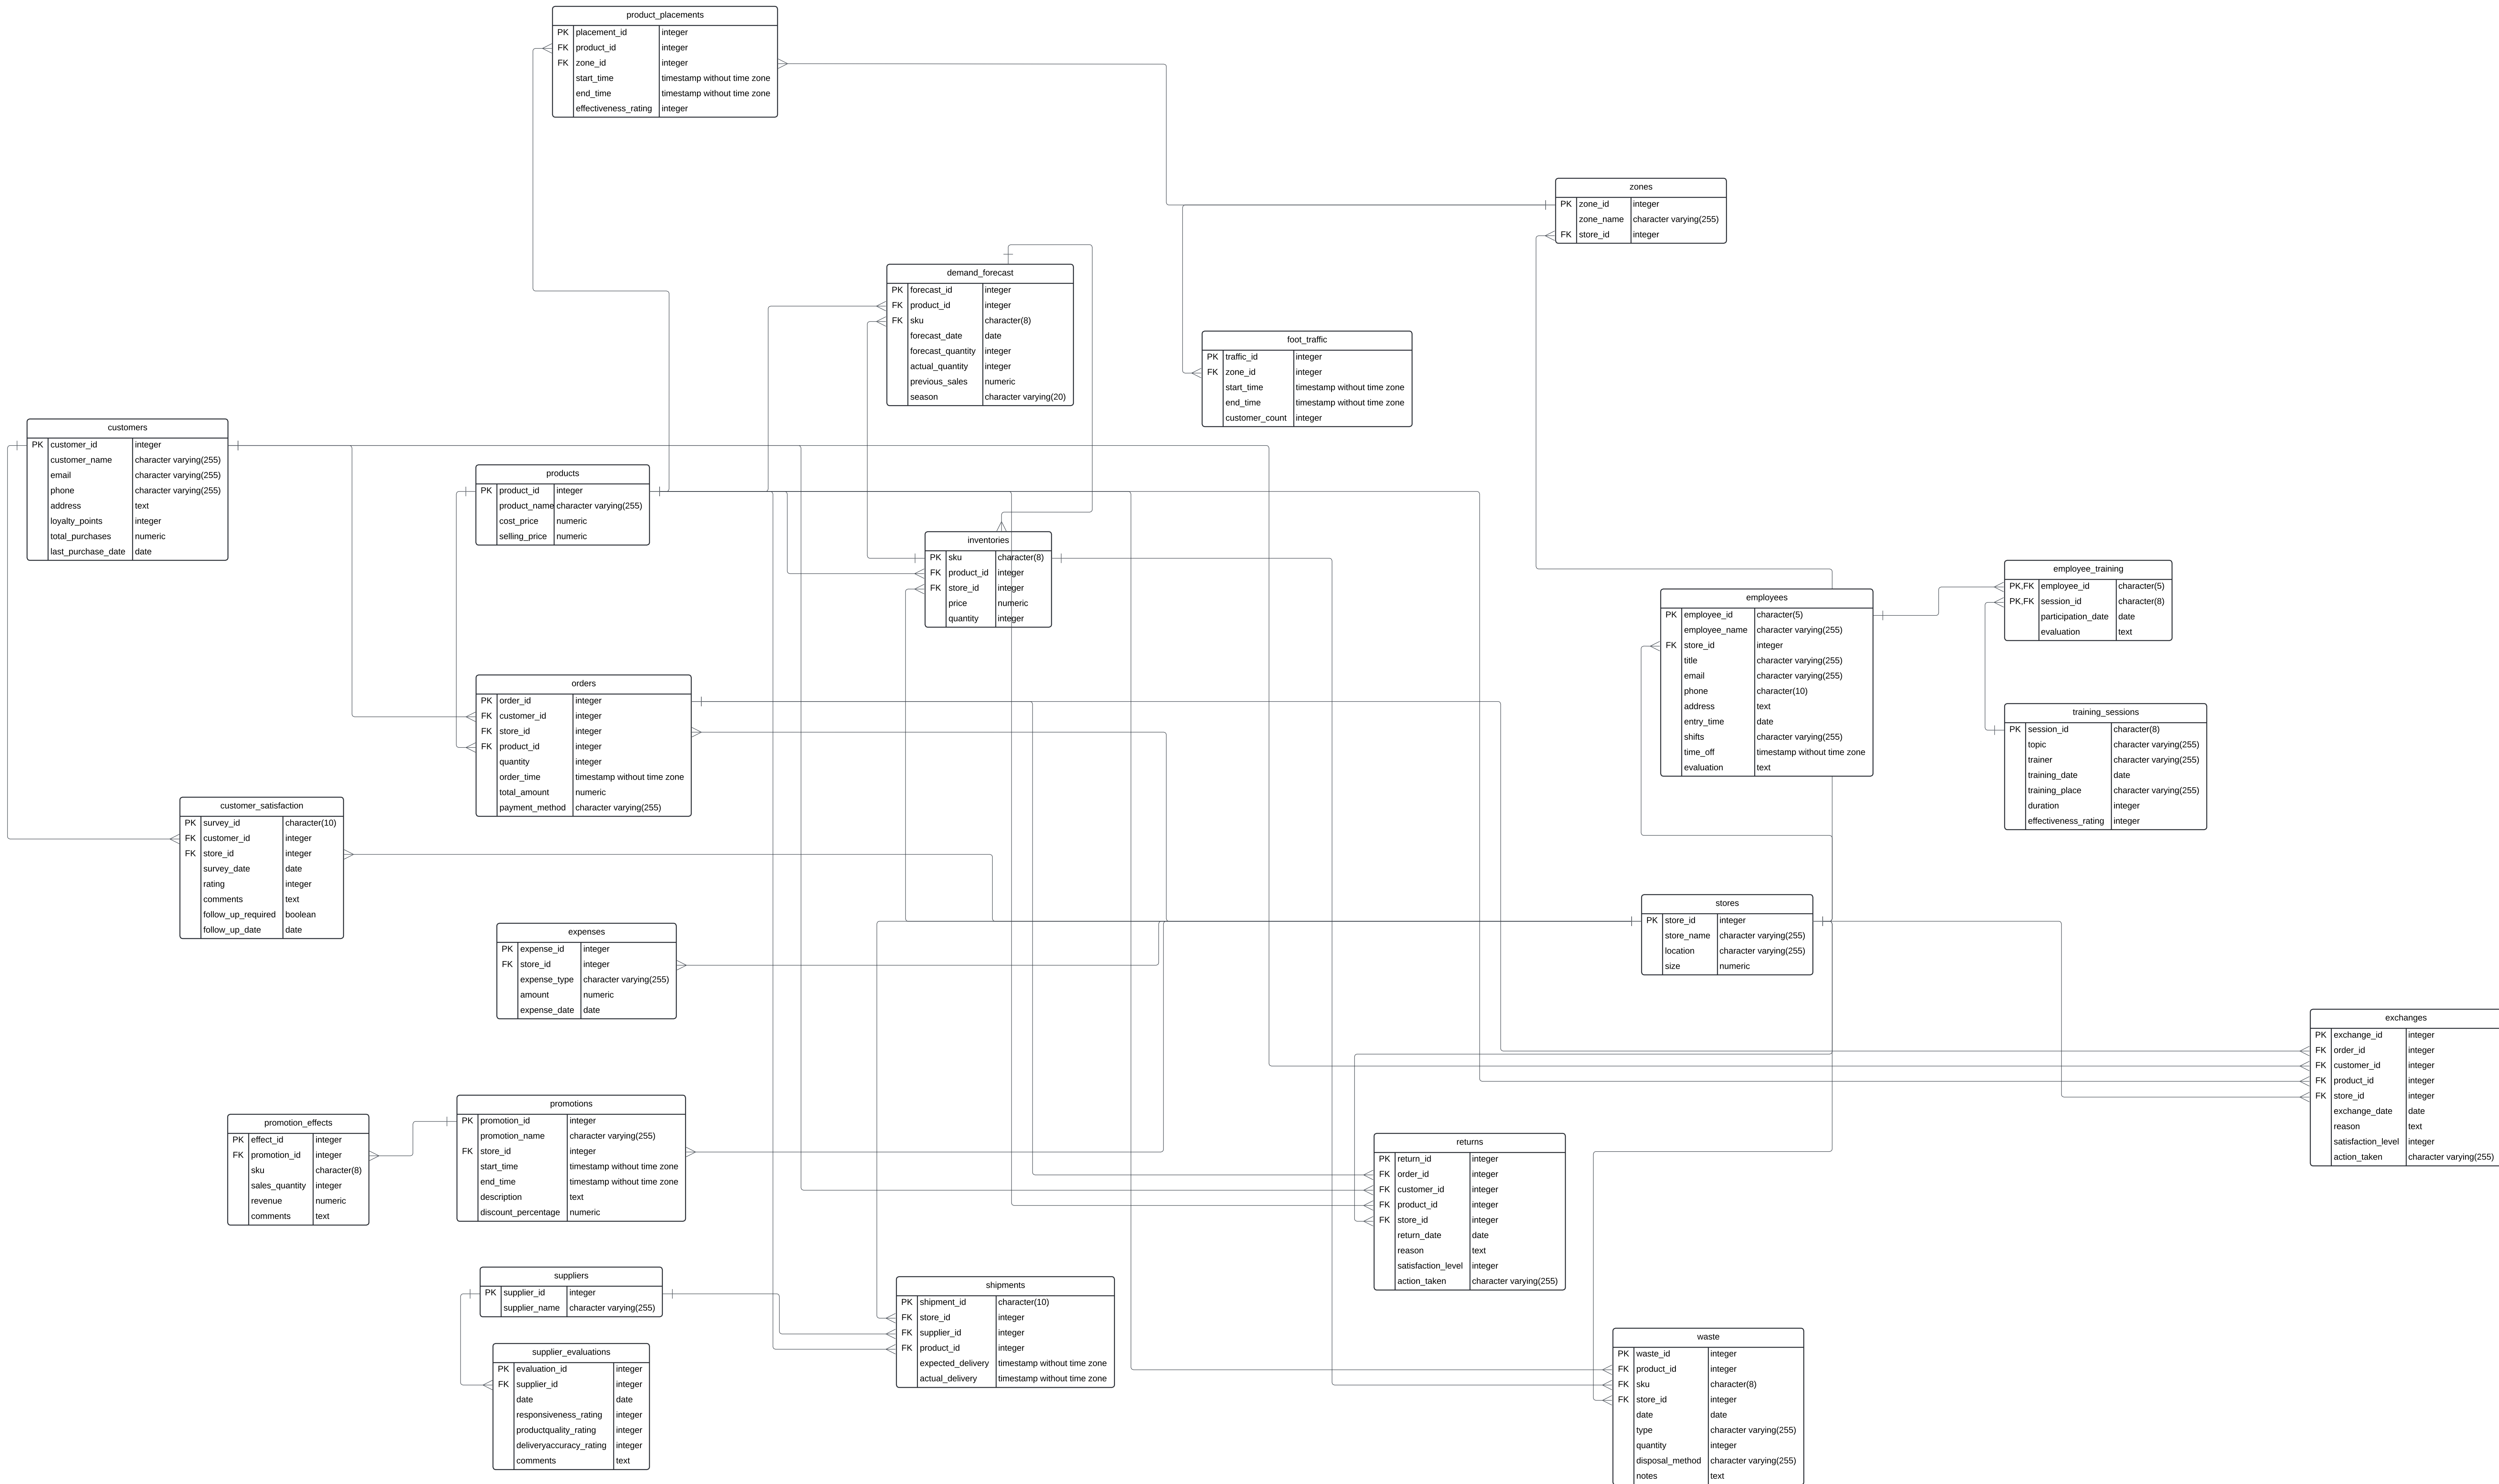 product_placements
PK placement_id integer
FK product_id integer
FK zone_id integer
start_time timestamp without time zone
end_time timestamp without time zone
effectiveness_rating integer
zones
PK zone_id integer
zone_name character varying(255)
FK store_id integer
demand_forecast
PK forecast_id integer
FK product_id integer
FK sku character(8)
forecast_date date
forecast_quantity integer
actual_quantity integer
previous_sales numeric
season character varying(20)
foot_traffic
PK traffic_id integer
FK zone_id integer
start_time timestamp without time zone
end_time timestamp without time zone
customer_count integer
customers
PK customer_id integer
customer_name character varying(255)
email character varying(255)
phone character varying(255)
address text
loyalty_points integer
total_purchases numeric
last_purchase_date date
products
PK product_id integer
product_name character varying(255)
cost_price numeric
selling_price numeric
inventories
PK sku character(8)
FK product_id integer
FK store_id integer
price numeric
quantity integer
employees
PK employee_id character(5)
employee_name character varying(255)
FK store_id integer
title character varying(255)
email character varying(255)
phone character(10)
address text
entry_time date
shifts character varying(255)
time_off timestamp without time zone
evaluation text
employee_training
PK,FK employee_id character(5)
PK,FK session_id character(8)
participation_date date
evaluation text
training_sessions
PK session_id character(8)
topic character varying(255)
trainer character varying(255)
training_date date
training_place character varying(255)
duration integer
effectiveness_rating integer
orders
PK order_id integer
FK customer_id integer
FK store_id integer
FK product_id integer
quantity integer
order_time timestamp without time zone
total_amount numeric
payment_method character varying(255)
customer_satisfaction
PK survey_id character(10)
FK customer_id integer
FK store_id integer
survey_date date
rating integer
comments text
follow_up_required boolean
follow_up_date date
expenses
PK expense_id integer
FK store_id integer
expense_type character varying(255)
amount numeric
expense_date date
stores
PK store_id integer
store_name character varying(255)
location character varying(255)
size numeric
exchanges
PK exchange_id integer
FK order_id integer
FK customer_id integer
FK product_id integer
FK store_id integer
exchange_date date
reason text
satisfaction_level integer
action_taken character varying(255)
promotion_effects
PK effect_id integer
FK promotion_id integer
sku character(8)
sales_quantity integer
revenue numeric
comments text
promotions
PK promotion_id integer
promotion_name character varying(255)
FK store_id integer
start_time timestamp without time zone
end_time timestamp without time zone
description text
discount_percentage numeric
returns
PK return_id integer
FK order_id integer
FK customer_id integer
FK product_id integer
FK store_id integer
return_date date
reason text
satisfaction_level integer
action_taken character varying(255)
suppliers
PK supplier_id integer
supplier_name character varying(255)
shipments
PK shipment_id character(10)
FK store_id integer
FK supplier_id integer
FK product_id integer
expected_delivery timestamp without time zone
actual_delivery timestamp without time zone
supplier_evaluations
PK evaluation_id integer
FK supplier_id integer
date date
responsiveness_rating integer
productquality_rating integer
deliveryaccuracy_rating integer
comments text
waste
PK waste_id integer
FK product_id integer
FK sku character(8)
FK store_id integer
date date
type character varying(255)
quantity integer
disposal_method character varying(255)
notes text